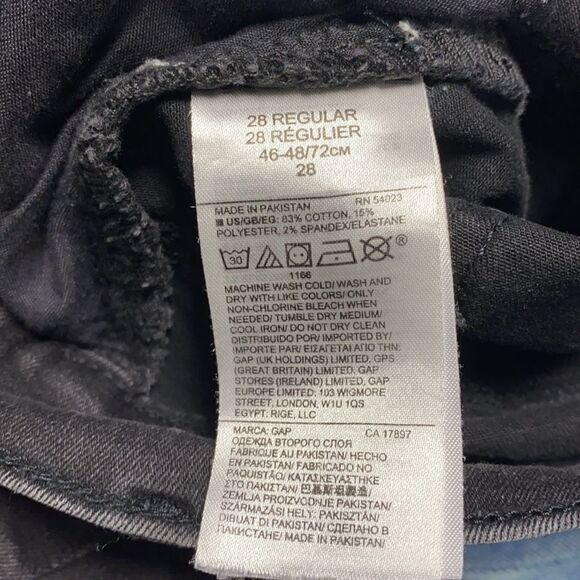 28 REGULAR
28 RÉGULIER
46-48/72CM
28
MADE IN PAKISTAN RN 54023
US/GB/EG: 83% COTTON, 15%
POLYESTER, 2% SPANDEX/ELASTANE
30
®
1166
MACHINE WASH COLD/ WASH AND
DRY WITH LIKE COLORS/ ONLY
NON-CHLORINE BLEACH WHEN
NEEDED/ TUMBLE DRY MEDIUM/
COOL IRON/ DO NOT DRY CLEAN
DISTRIBUIDO POR/ IMPORTED BY/
IMPORTE PAR/ ΕΙΣΑΓΕΤΑΙ ΑΠΟ ΤΗΝ:
GAP (UK HOLDINGS) LIMITED, GPS
(GREAT BRITAIN) LIMITED, GAP
STORES (IRELAND) LIMITED, GAP
EUROPE LIMITED: 103 WIGMORE
STREET, LONDON, W1U 1QS
EGYPT: RIGE, LLC
MARCA: GAP CA 17897
ОДЕЖДА ВТОРОГО СЛОЯ
FABRIQUE AU PAKISTAN/ HECHO
EN PAKISTAN/ FABRICADO NO
PAQUISTÃO/ ΚΑΤΑΣΚΕΥΑΣΤΗΚΕ
ΣΤΟ ΠΑΚΙΣΤΑΝ/ 巴基斯坦制造/
ZEMLJA PROIZVODNJE PAKISTAN/
SZÁRMAZÁSI HELY: PAKISZTÁN/
DIBUAT DI PAKISTAN/ СДЕЛАНО В
ПАКИСТАНЕ/ MADE IN PAKISTAN